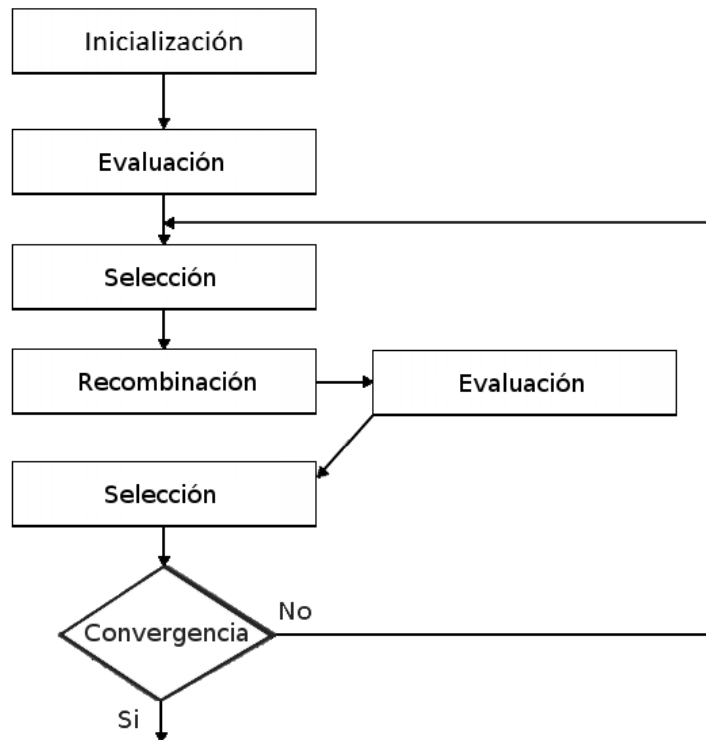 Inicialización
Evaluación
Selección
Recombinación
Evaluación
Selección
Convergencia
No
Si